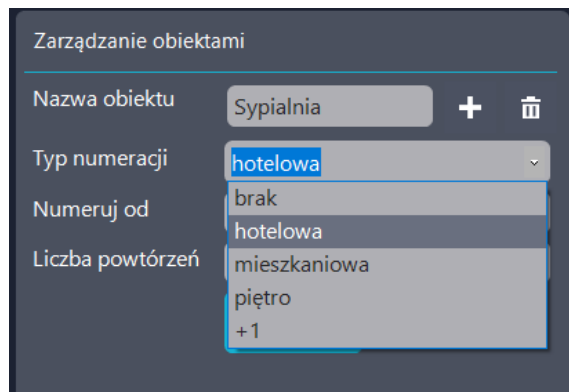 Zarządzanie obiektami
Nazwa obiektu Sypialnia +
Typ numeracji hotelowa
Numeruj od brak
hotelowa
Liczba powtórzeń mieszkaniowa
piętro
+1